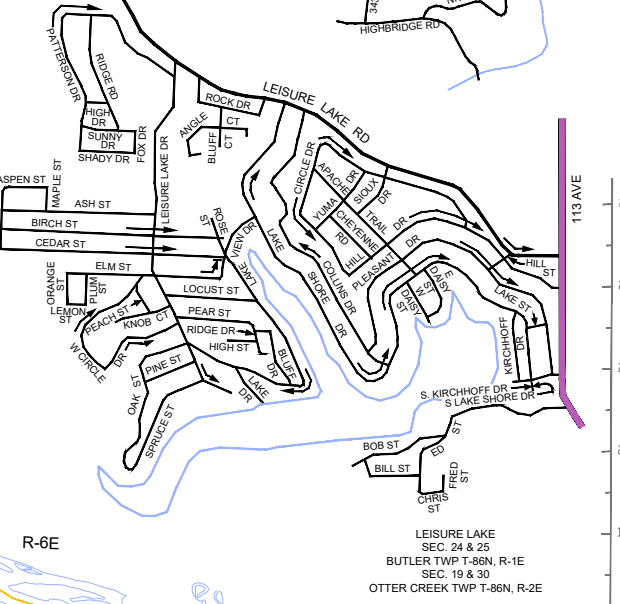 343
HIGHBRIDGE RD
PATTERSON DR
RIDGE RD
HIGH
DR
SUNNY
DR
SHADY DR
FOX DR
LEISURE LAKE RD
ROCK DR
ANGLE
CT
BLUFF
CT
LEISURE LAKE DR
ASPEN ST
MAPLE ST
ASH ST
BIRCH ST
CEDAR ST
ROSE
ST
LAKE
VIEW DR
ELM ST
ORANGE
ST
PLUM
ST
LEMON
ST
PEACH ST
KNOB CT
W CIRCLE
DR
LOCUST ST
PEAR ST
RIDGE DR
HIGH ST
BLUFF
DR
LAKE
DR
PINE ST
OAK ST
SPRUCE ST
CIRCLE DR
APACHE
DR
SIOUX
DR
YUMA
RD
CHEYENNE
TRAIL
DR
HILL
PLEASANT
DR
COLLINS DR
LAKE
SHORE
DR
DAISY
ST
W
E
DAISY
ST
113 AVE
HILL
ST
LAKE ST
KIRCHHOFF
DR
S. KIRCHHOFF DR
S LAKE SHORE DR
BOB ST
ED
ST
BILL ST
FRED
ST
CHRIS
ST
R-6E
LEISURE LAKE
SEC. 24 & 25
BUTLER TWP T-86N, R-1E
SEC. 19 & 30
OTTER CREEK TWP T-86N, R-2E